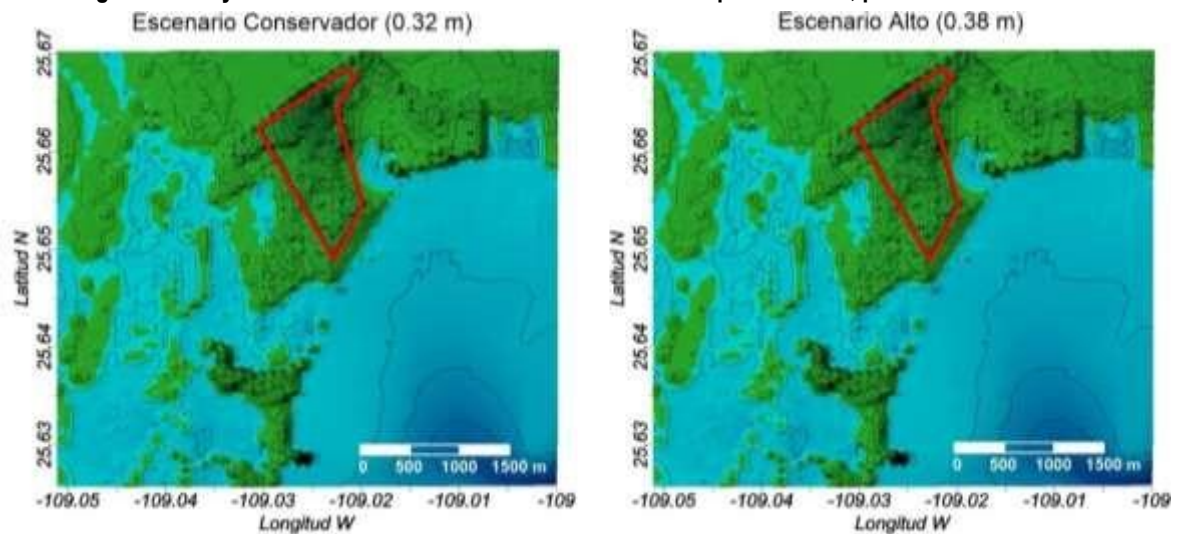 Escenario Conservador (0.32 m)
25.67
25.66
25.65
25.64
25.63
Latitud N
0 500 1000 1500 m
-109.05 -109.04 -109.03 -109.02 -109.01 -109
Longitud W
Escenario Alto (0.38 m)
25.67
25.66
25.65
25.64
25.63
Latitud N
0 500 1000 1500 m
-109.05 -109.04 -109.03 -109.02 -109.01 -109
Longitud W